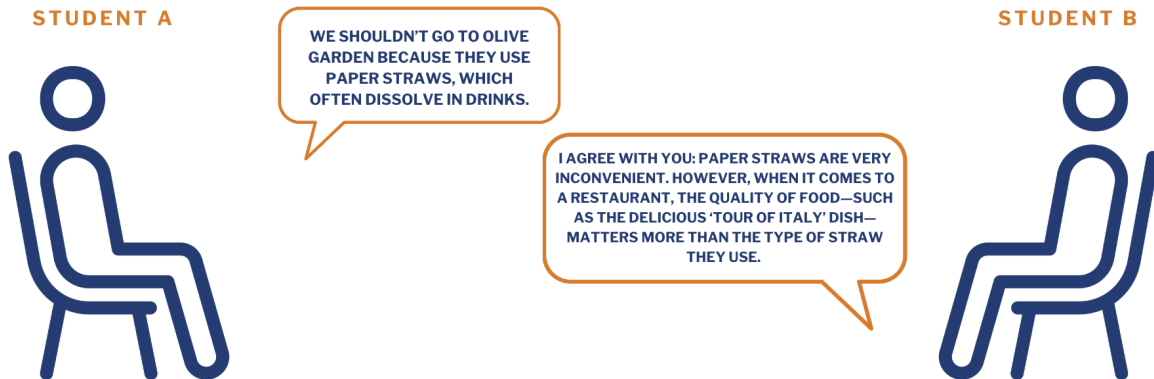 STUDENT A
STUDENT B
WE SHOULDN'T GO TO OLIVE
GARDEN BECAUSE THEY USE
PAPER STRAWS, WHICH
OFTEN DISSOLVE IN DRINKS.
I AGREE WITH YOU: PAPER STRAWS ARE VERY
INCONVENIENT. HOWEVER, WHEN IT COMES TO
A RESTAURANT, THE QUALITY OF FOOD—SUCH
AS THE DELICIOUS ‘TOUR OF ITALY’ DISH—
MATTERS MORE THAN THE TYPE OF STRAW
THEY USE.